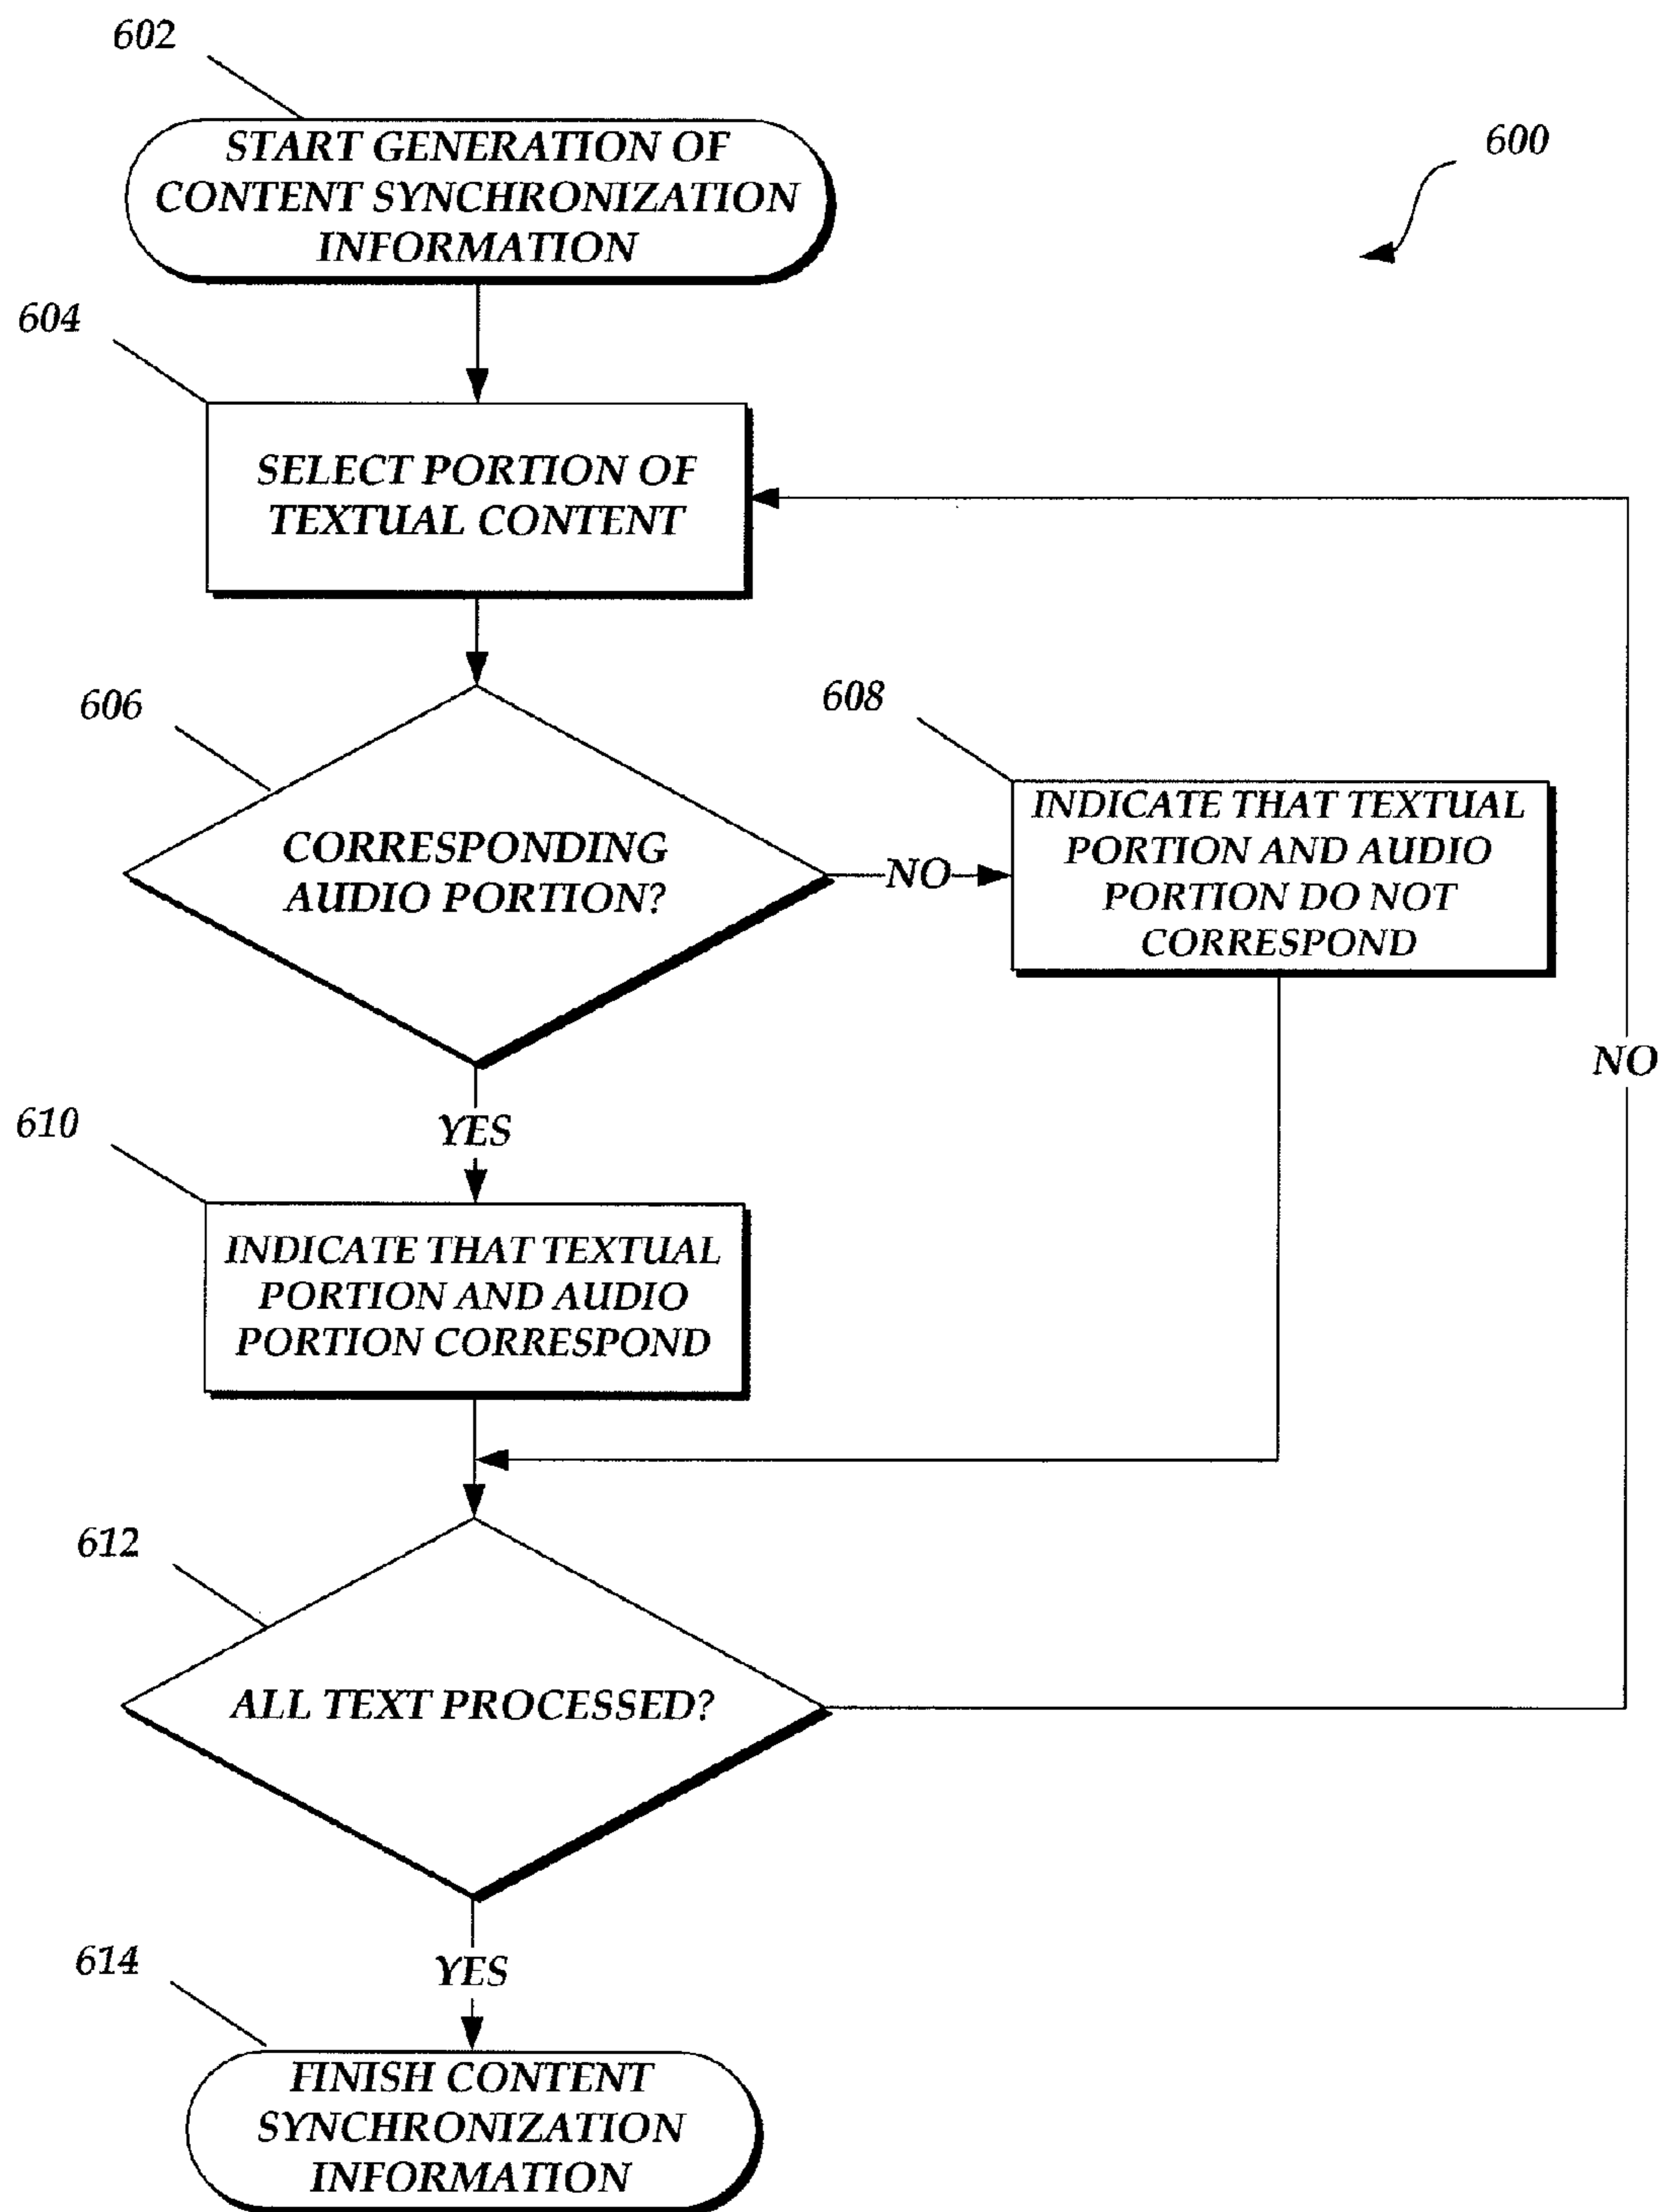 602
START GENERATION OF
CONTENT SYNCHRONIZATION
INFORMATION
600
604
SELECT PORTION OF
TEXTUAL CONTENT
606
CORRESPONDING
AUDIO PORTION?
NO
608
INDICATE THAT TEXTUAL
PORTION AND AUDIO
PORTION DO NOT
CORRESPOND
NO
YES
610
INDICATE THAT TEXTUAL
PORTION AND AUDIO
PORTION CORRESPOND
612
ALL TEXT PROCESSED?
YES
614
FINISH CONTENT
SYNCHRONIZATION
INFORMATION